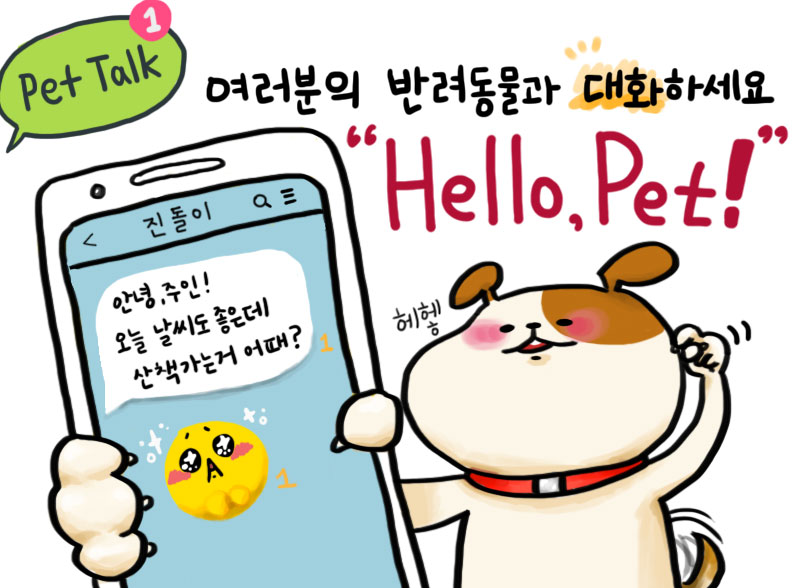 Pet Talk
1
여러분의 반려동물과 대화하세요
"Hello, Pet!"
< 진돌이
안녕, 주인!
오늘 날씨도 좋은데
산책가는거 어때?
1
1
헤헿